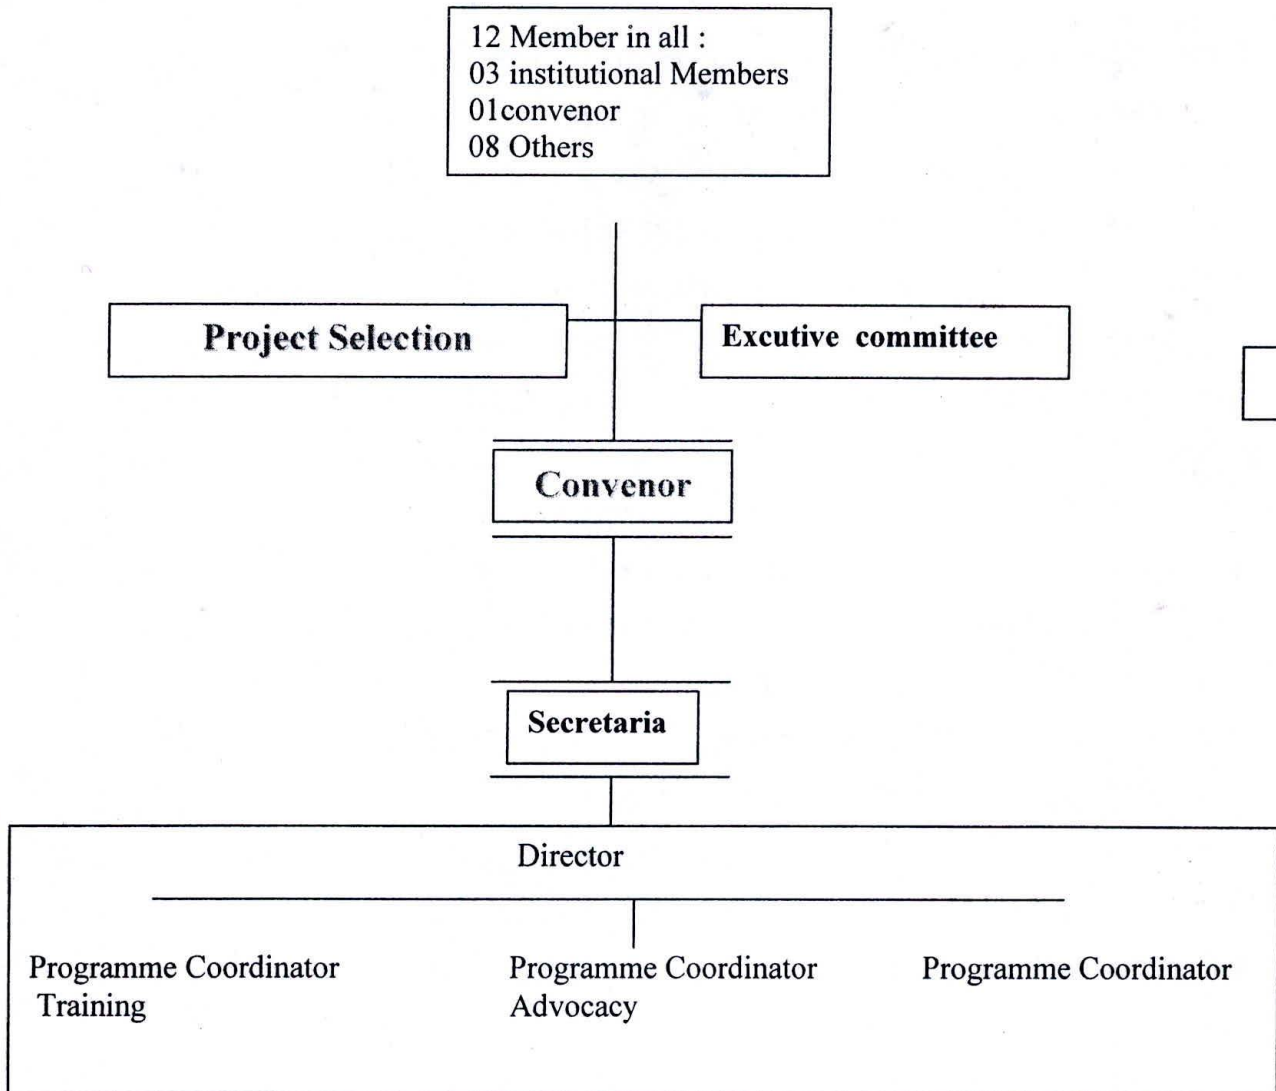 12 Member in all :
03 institutional Members
01convenor
08 Others
Project Selection
Excutive committee
Convenor
Secretaria
Director
Programme Coordinator
Training
Programme Coordinator
Advocacy
Programme Coordinator